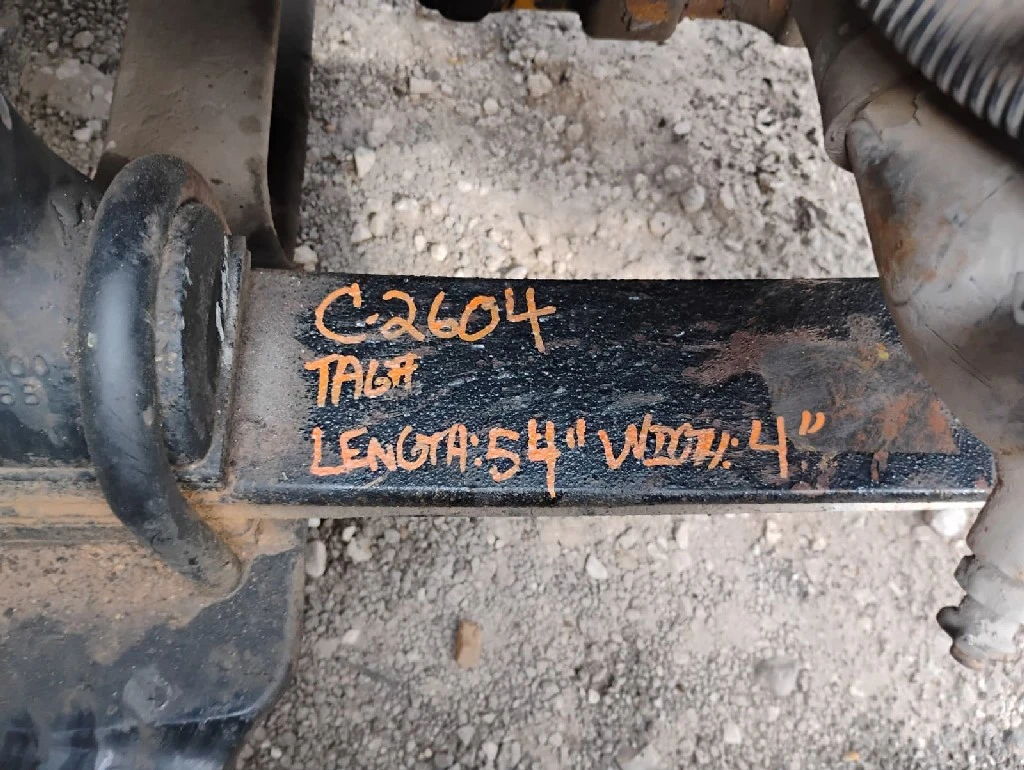 C-2604
TAG#
LENGTH: 54" WIDTH: 4"